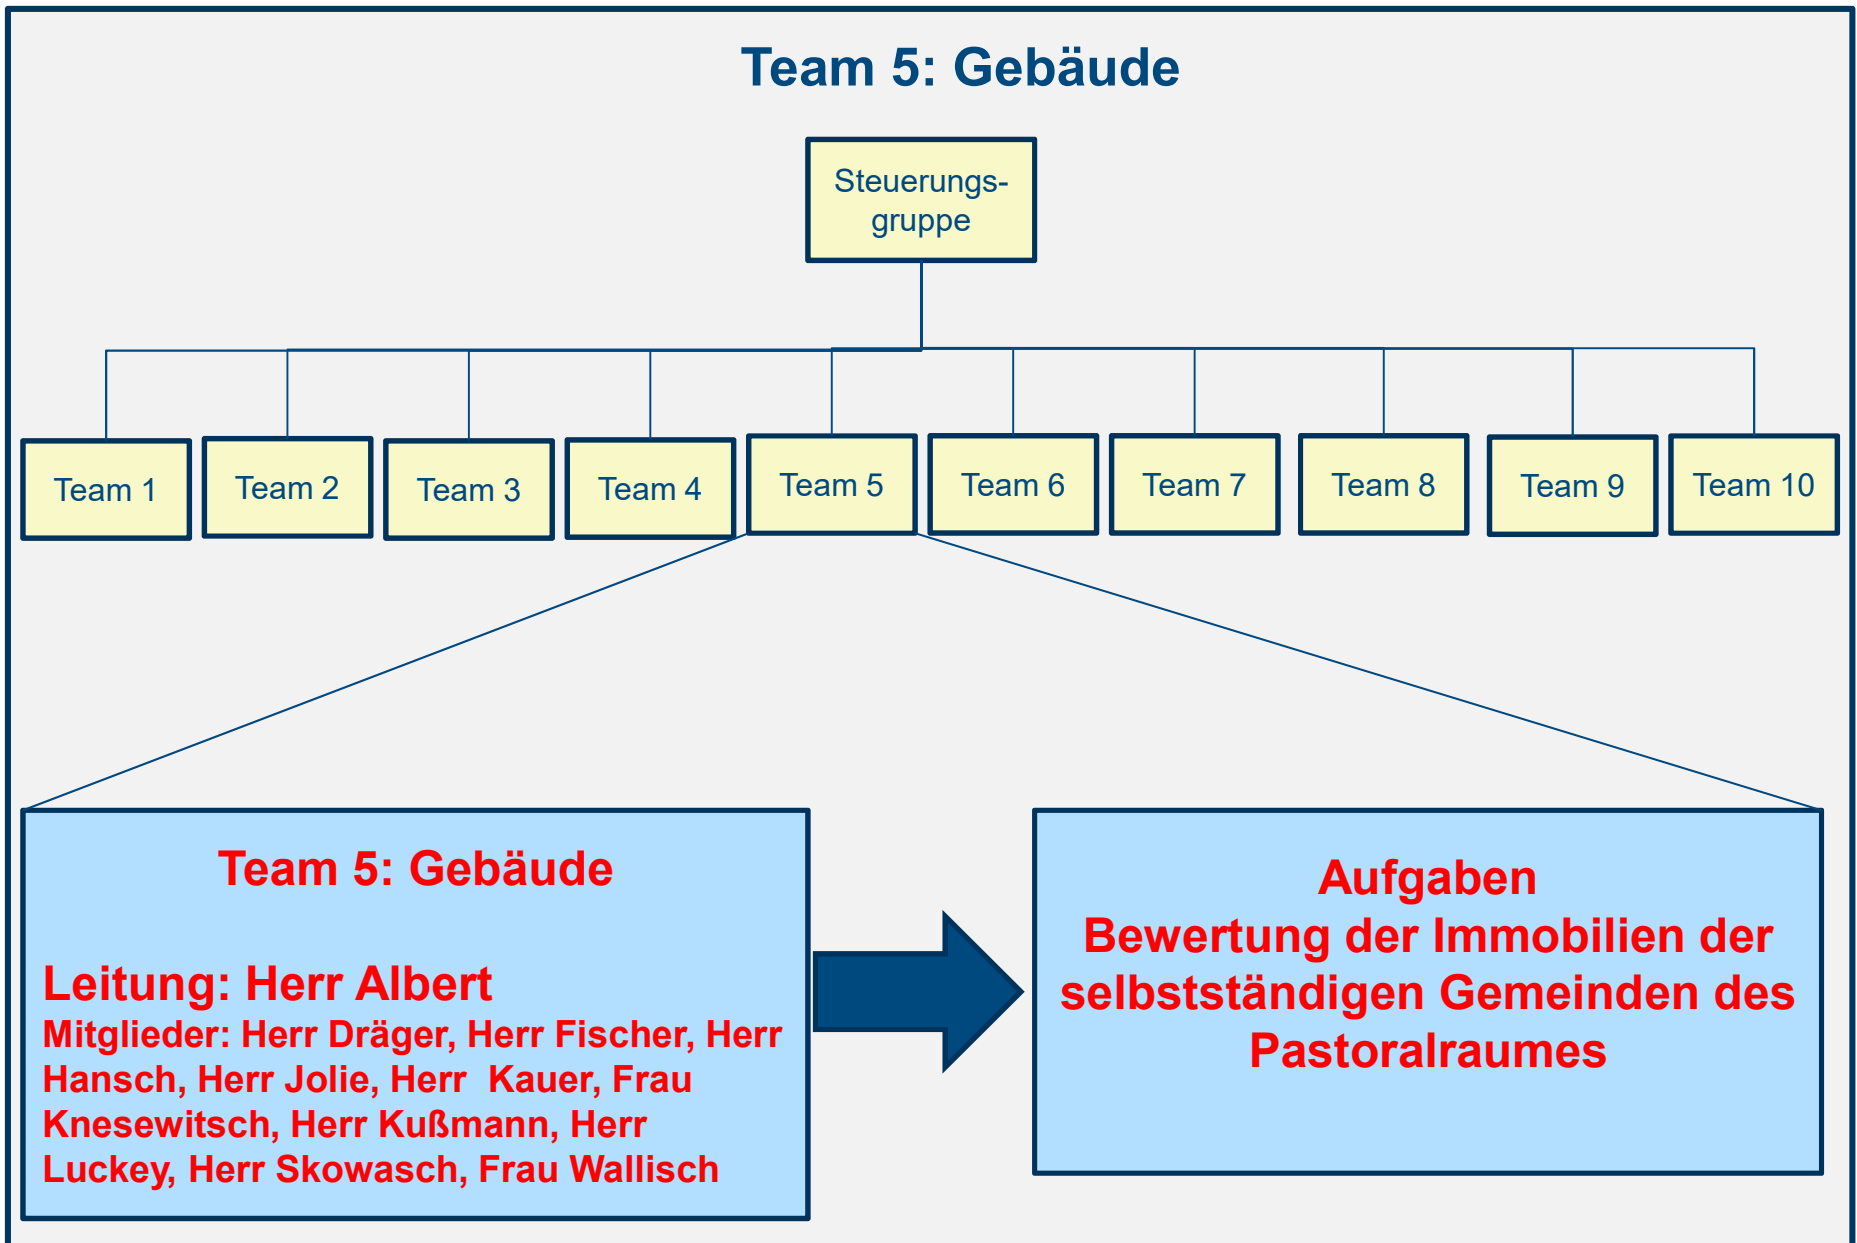 Team 5: Gebäude
Steuerungs-
gruppe
Team 1
Team 2
Team 3
Team 4
Team 5
Team 6
Team 7
Team 8
Team 9
Team 10
Team 5: Gebäude
Leitung: Herr Albert
Mitglieder: Herr Dräger, Herr Fischer, Herr
Hansch, Herr Jolie, Herr  Kauer, Frau
Knesewitsch, Herr Kußmann, Herr
Luckey, Herr Skowasch, Frau Wallisch
Aufgaben
Bewertung der Immobilien der
selbstständigen Gemeinden des
Pastoralraumes